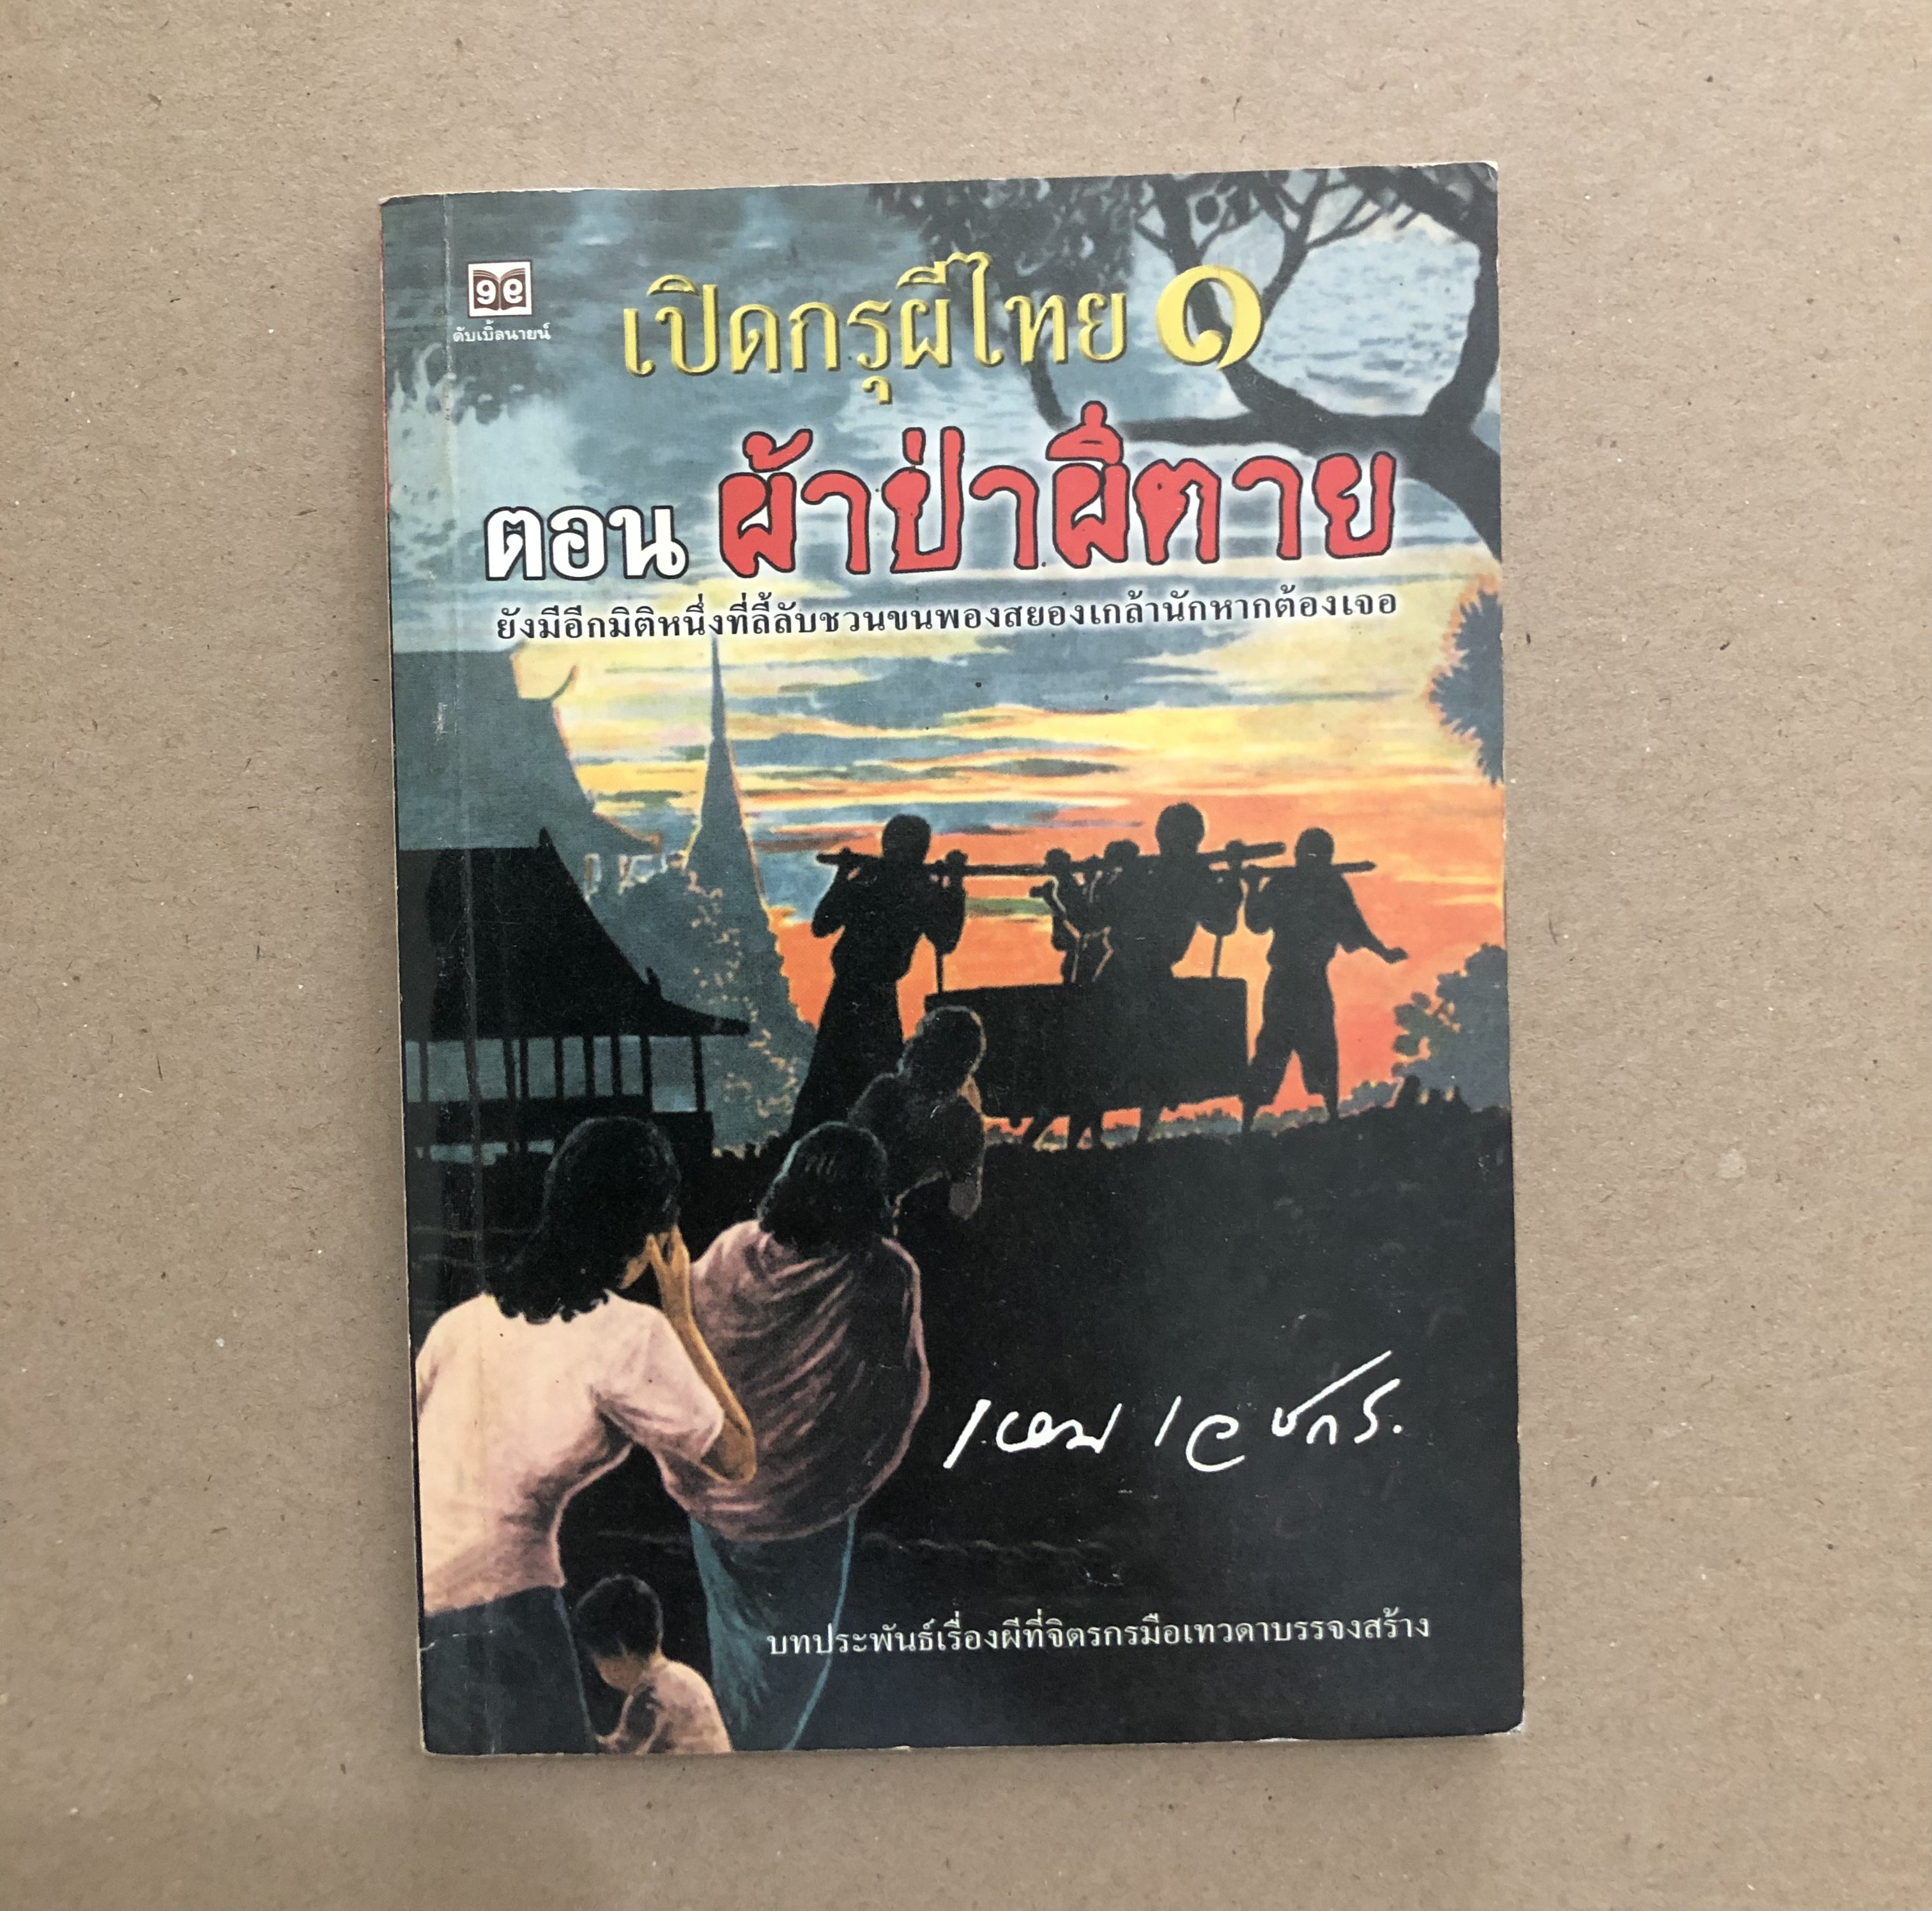 ๑๙
ดับเบิ้ลนายน์
เปิดกรุผีไทย ๑
ตอน ผ้าป่าผีตาย
ยังมีอีกมิติหนึ่งที่ลี้ลับชวนขนพองสยองเกล้านักหากต้องเจอ
เหม เวชกร.
บทประพันธ์เรื่องผีที่จิตรกรมือเทวดาบรรจงสร้าง